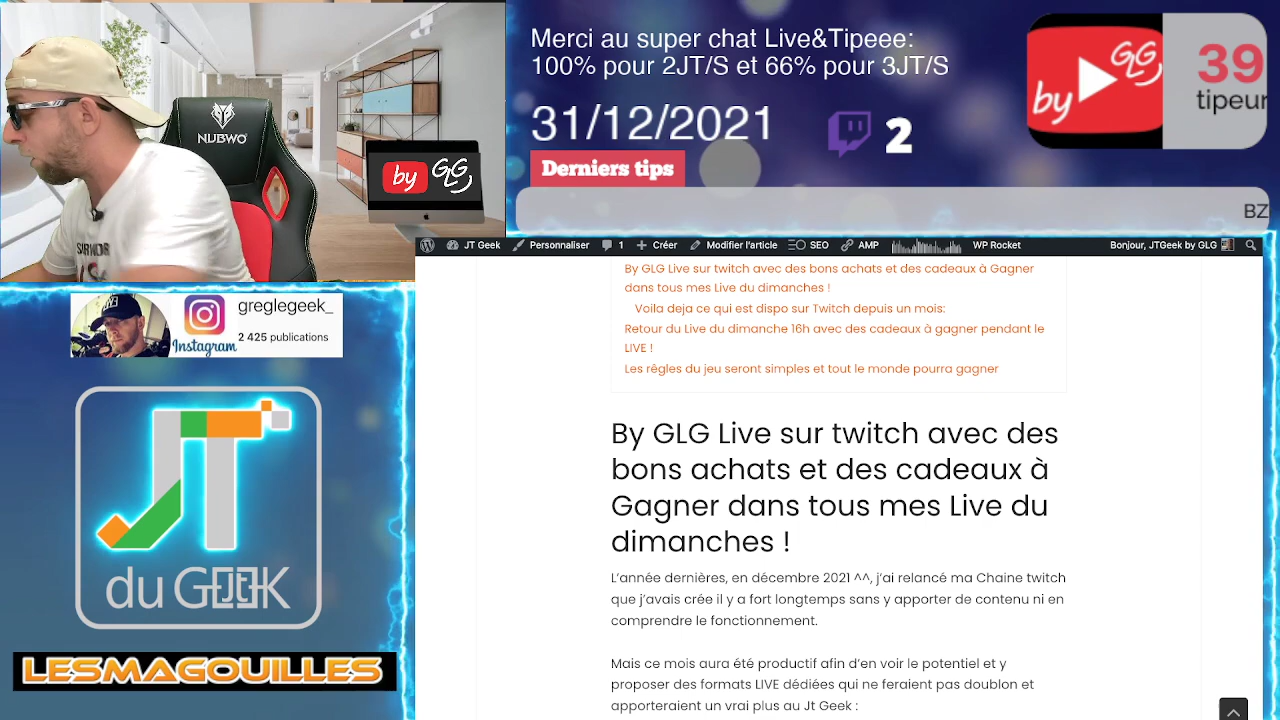 Merci au super chat Live&Tipeee:
100% pour 2JT/S et 66% pour 3JT/S
31/12/2021
2
Derniers tips
BZ
by GLG
39
tipeur
NUBWO
by GLG
greglegeek_
2 425 publications
Instagram
JT
du GEEK
LESMAGOUILLES
JT Geek Personnaliser 1 Créer Modifier l'article SEO AMP WP Rocket Bonjour, JTGeek by GLG
By GLG Live sur twitch avec des bons achats et des cadeaux à Gagner
dans tous mes Live du dimanches !
Voila deja ce qui est dispo sur Twitch depuis un mois:
Retour du Live du dimanche 16h avec des cadeaux à gagner pendant le
LIVE !
Les rêgles du jeu seront simples et tout le monde pourra gagner
By GLG Live sur twitch avec des
bons achats et des cadeaux à
Gagner dans tous mes Live du
dimanches !
L'année dernières, en décembre 2021 ^^, j'ai relancé ma Chaine twitch
que j'avais crée il y a fort longtemps sans y apporter de contenu ni en
comprendre le fonctionnement.
Mais ce mois aura été productif afin d'en voir le potentiel et y
proposer des formats LIVE dédiées qui ne feraient pas doublon et
apporteraient un vrai plus au Jt Geek :